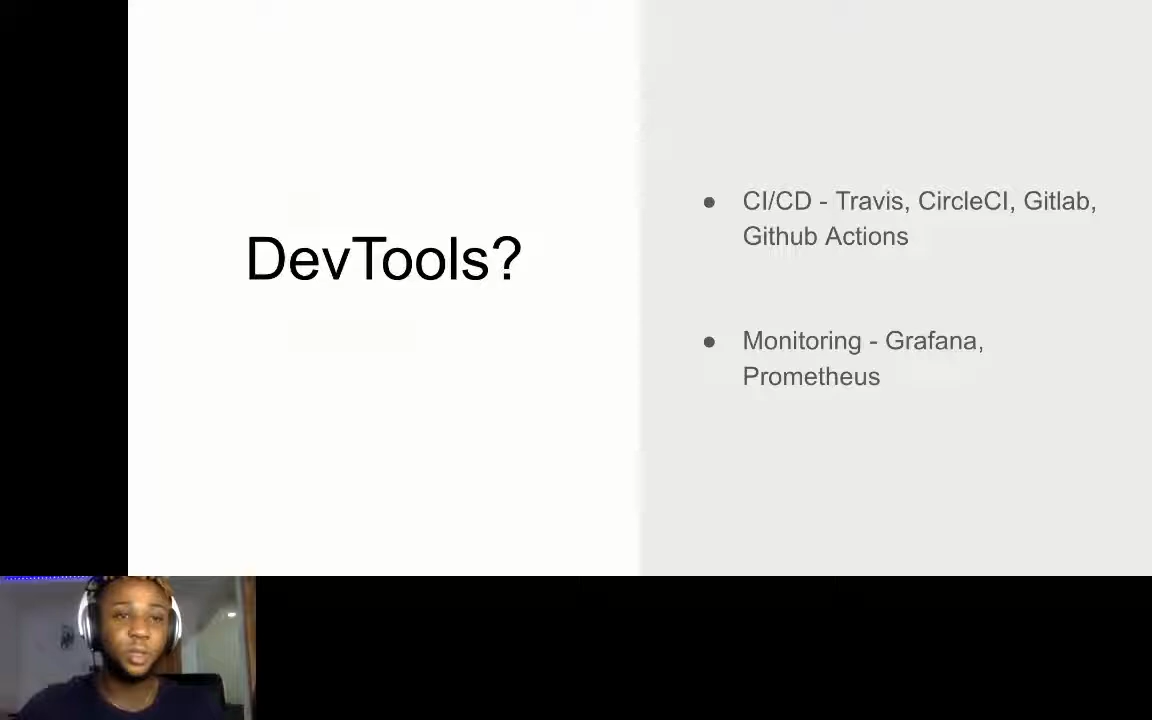 DevTools?
● CI/CD - Travis, CircleCI, Gitlab,
Github Actions
● Monitoring - Grafana,
Prometheus